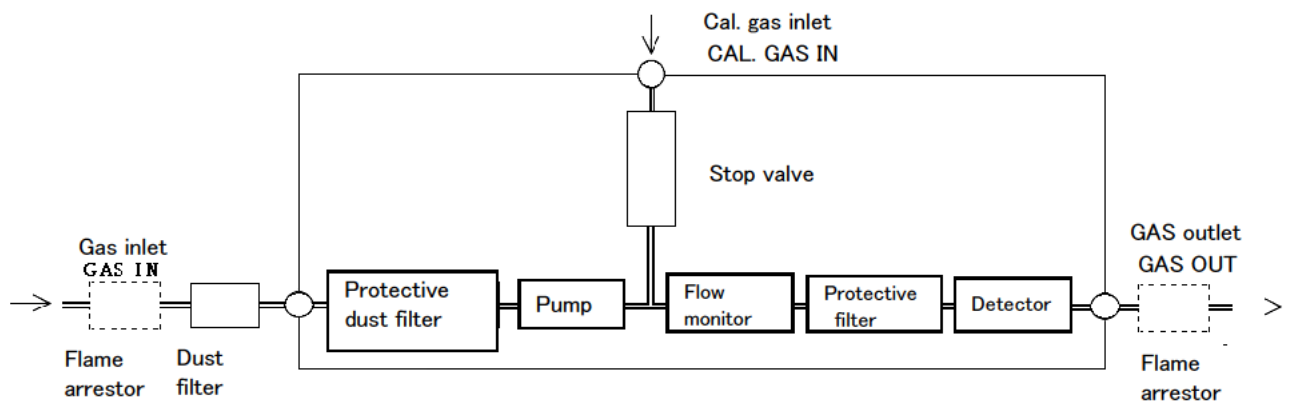 Cal. gas inlet
CAL. GAS IN
Stop valve
Gas inlet
GAS IN
Flame
arrestor
Dust
filter
Protective
dust filter
Pump
Flow
monitor
Protective
filter
Detector
GAS outlet
GAS OUT
Flame
arrestor